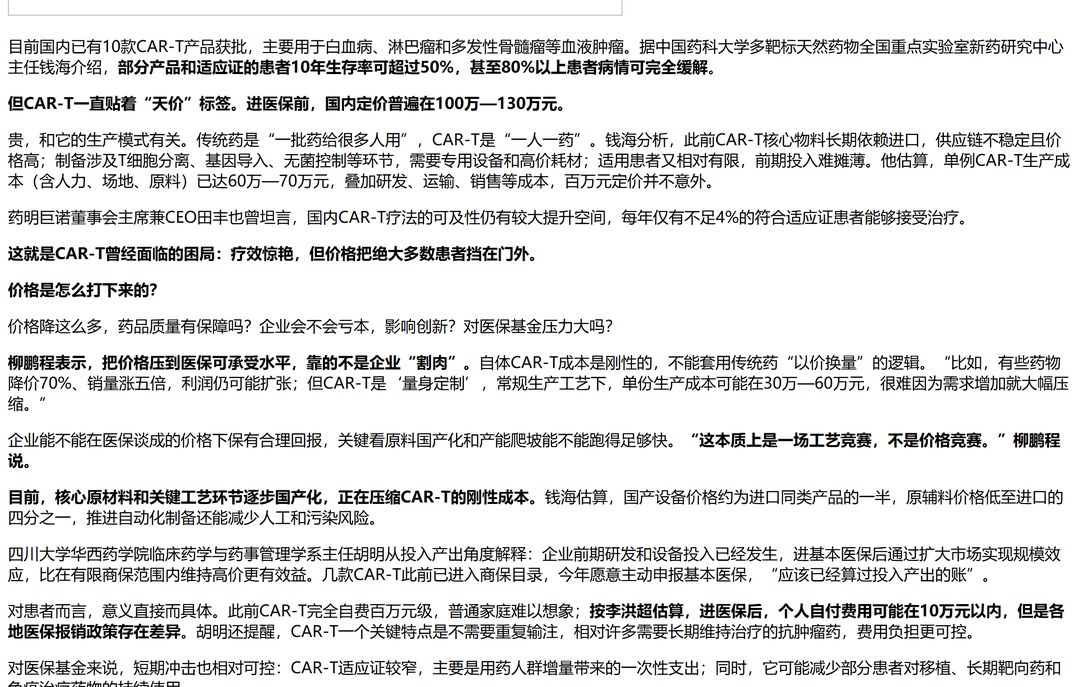 目前国内已有10款CAR-T产品获批，主要用于白血病、淋巴瘤和多发性骨髓瘤等血液肿瘤。据中国药科大学多靶标天然药物全国重点实验室新药研究中心
主任钱海介绍，部分产品和适应证的患者10年生存率可超过50%，甚至80%以上患者病情可完全缓解。
但CAR-T一直贴着“天价”标签。进医保前，国内定价普遍在100万—130万元。
贵，和它的生产模式有关。传统药是“一批药给很多人用”，CAR-T是“一人一药”。钱海分析，此前CAR-T核心物料长期依赖进口，供应链不稳定且价
格高；制备涉及T细胞分离、基因导入、无菌控制等环节，需要专用设备和高价耗材；适用患者又相对有限，前期投入难摊薄。他估算，单例CAR-T生产成
本（含人力、场地、原料）已达60万—70万元，叠加研发、运输、销售等成本，百万元定价并不意外。
药明巨诺董事会主席兼CEO田丰也曾坦言，国内CAR-T疗法的可及性仍有较大提升空间，每年仅有不足4%的符合适应证患者能够接受治疗。
这就是CAR-T曾经面临的困局：疗效惊艳，但价格把绝大多数患者挡在门外。
价格是怎么打下来的？
价格降这么多，药品质量有保障吗？企业会不会亏本，影响创新？对医保基金压力大吗？
柳鹏程表示，把价格压到医保可承受水平，靠的不是企业“割肉”。自体CAR-T成本是刚性的，不能套用传统药“以价换量”的逻辑。“比如，有些药物
降价70%、销量涨五倍，利润仍可能扩张；但CAR-T是‘量身定制’，常规生产工艺下，单份生产成本可能在30万—60万元，很难因为需求增加就大幅压
缩。”
企业能不能在医保谈成的价格下保有合理回报，关键看原料国产化和产能爬坡能不能跑得足够快。“这本质上是一场工艺竞赛，不是价格竞赛。”柳鹏程
说。
目前，核心原材料和关键工艺环节逐步国产化，正在压缩CAR-T的刚性成本。钱海估算，国产设备价格约为进口同类产品的一半，原辅料价格低至进口的
四分之一，推进自动化制备还能减少人工和污染风险。
四川大学华西药学院临床药学与药事管理学系主任胡明从投入产出角度解释：企业前期研发和设备投入已经发生，进基本医保后通过扩大市场实现规模效
应，比在有限商保范围内维持高价更有效益。几款CAR-T此前已进入商保目录，今年愿意主动申报基本医保，“应该已经算过投入产出的账”。
对患者而言，意义直接而具体。此前CAR-T完全自费百万元级，普通家庭难以想象；按李洪超估算，进医保后，个人自付费用可能在10万元以内，但是各
地医保报销政策存在差异。胡明还提醒，CAR-T一个关键特点是不需要重复输注，相对许多需要长期维持治疗的抗肿瘤药，费用负担更可控。
对医保基金来说，短期冲击也相对可控：CAR-T适应证较窄，主要是用药人群增量带来的一次性支出；同时，它可能减少部分患者对移植、长期靶向药和